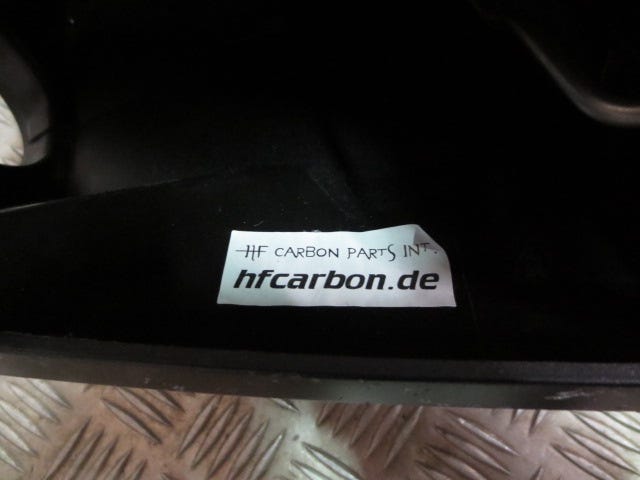 HF CARBON PARTS INT.
hfcarbon.de